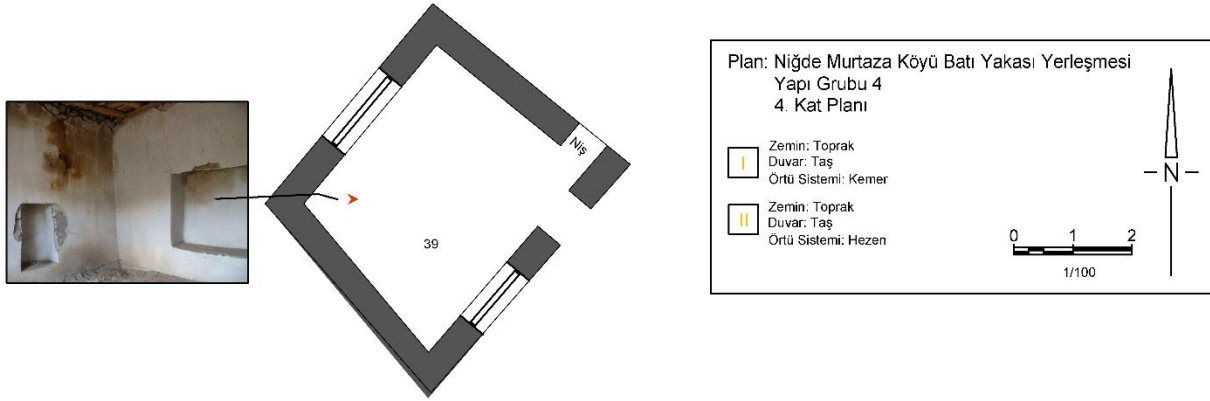 Niş
39
Plan: Niğde Murtaza Köyü Batı Yakası Yerleşmesi
Yapı Grubu 4
4. Kat Planı
I
Zemin: Toprak
Duvar: Taş
Örtü Sistemi: Kemer
II
Zemin: Toprak
Duvar: Taş
Örtü Sistemi: Hezen
0 1 2
1/100
N